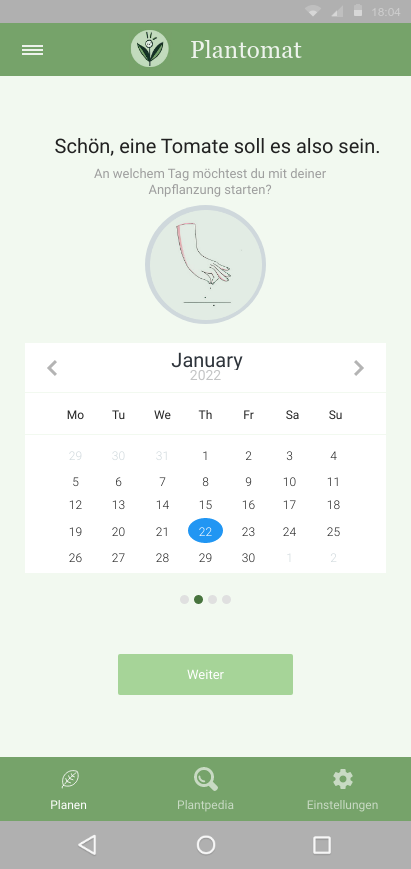 18:04
Plantomat
Schön, eine Tomate soll es also sein.
An welchem Tag möchtest du mit deiner
Anpflanzung starten?
January
2022
Mo Tu We Th Fr Sa Su
29 30 31 1 2 3 4
5 6 7 8 9 10 11
12 13 14 15 16 17 18
19 20 21 22 23 24 25
26 27 28 29 30 1 2
Weiter
Planen Plantpedia Einstellungen